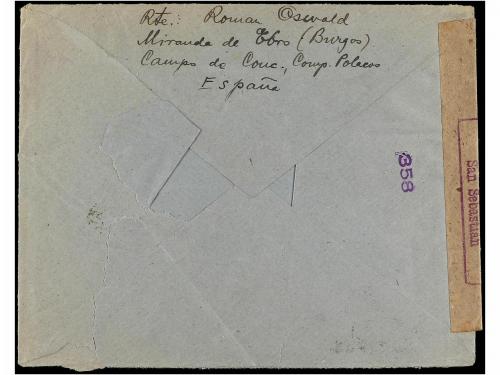 Rte.: Roman Oswald
Miranda de Ebro (Burgos)
Campo de Conc., Comp. Polacos
España
358
San Sebastian